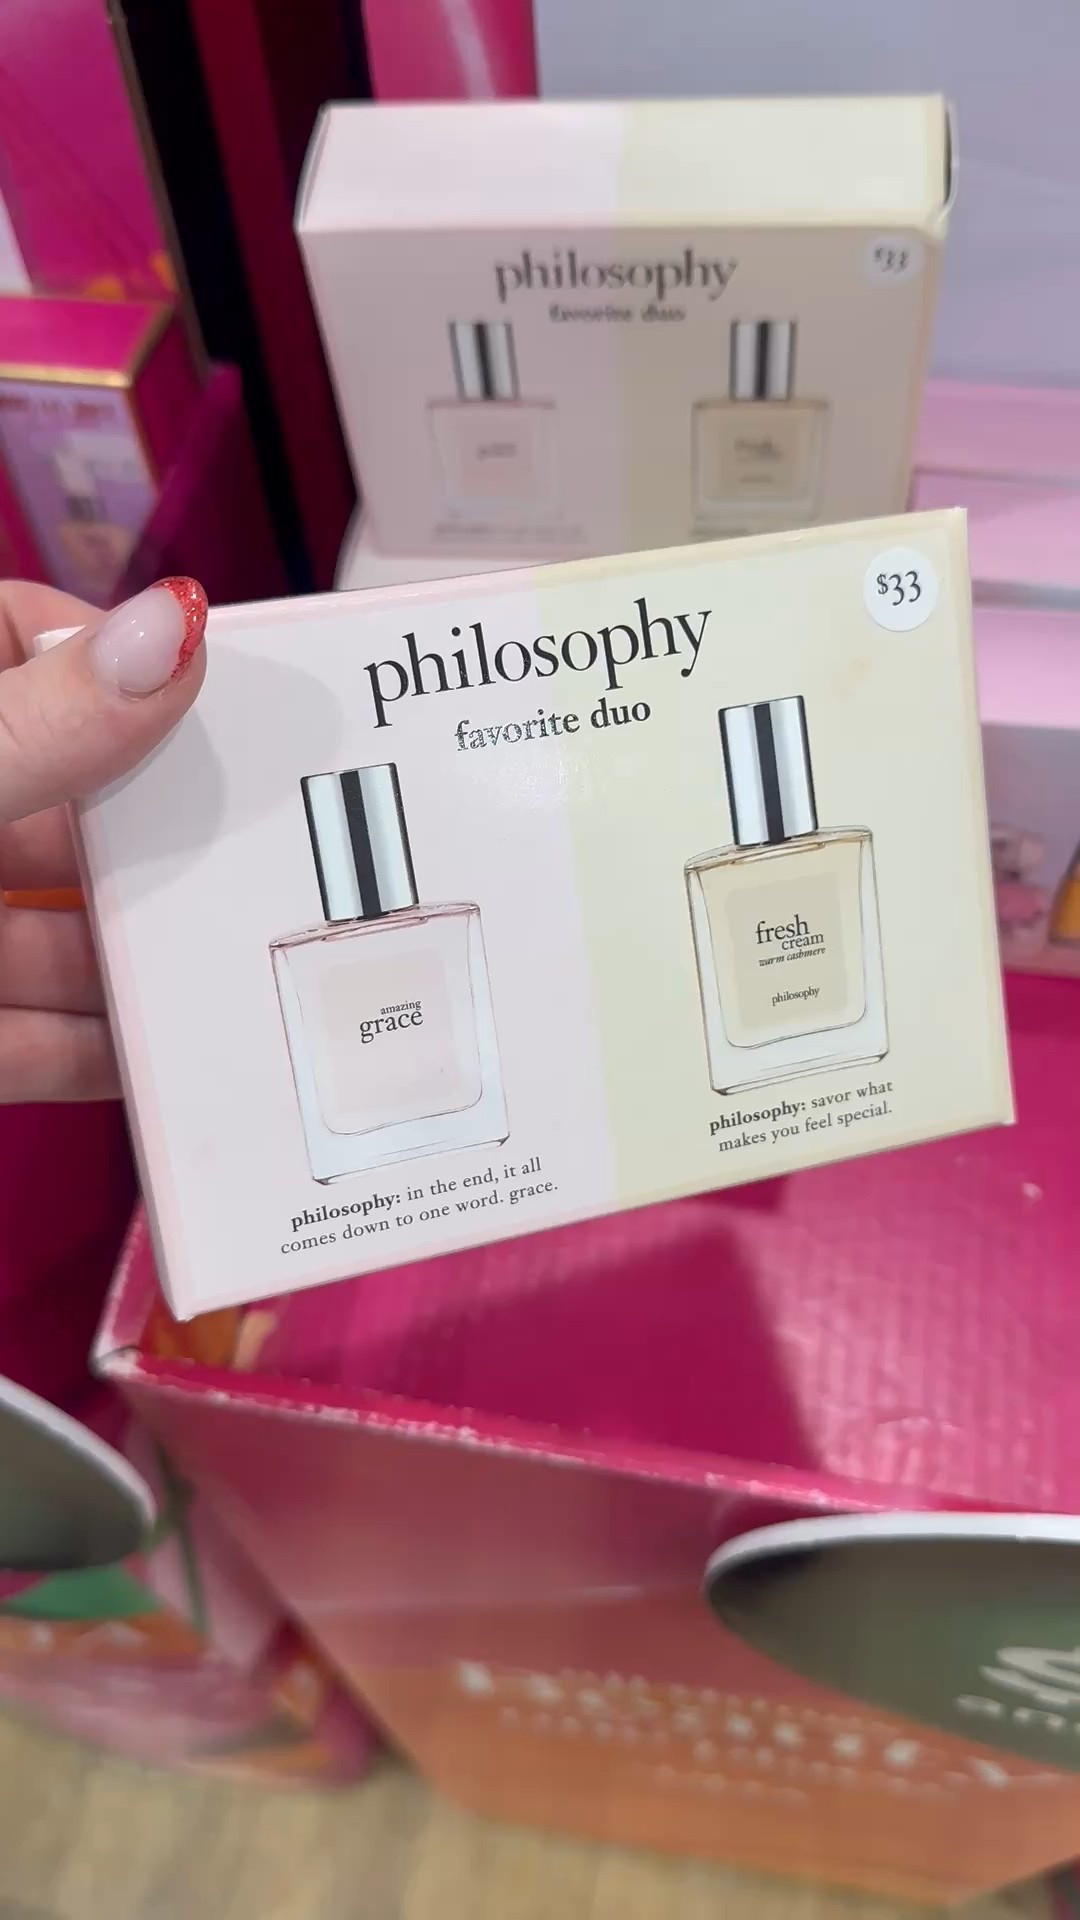 philosophy
favorite duo
$33
philosophy
favorite duo
$33
amazing
grace
fresh
cream
warm cashmere
philosophy
philosophy: in the end, it all
comes down to one word. grace.
philosophy: savor what
makes you feel special.